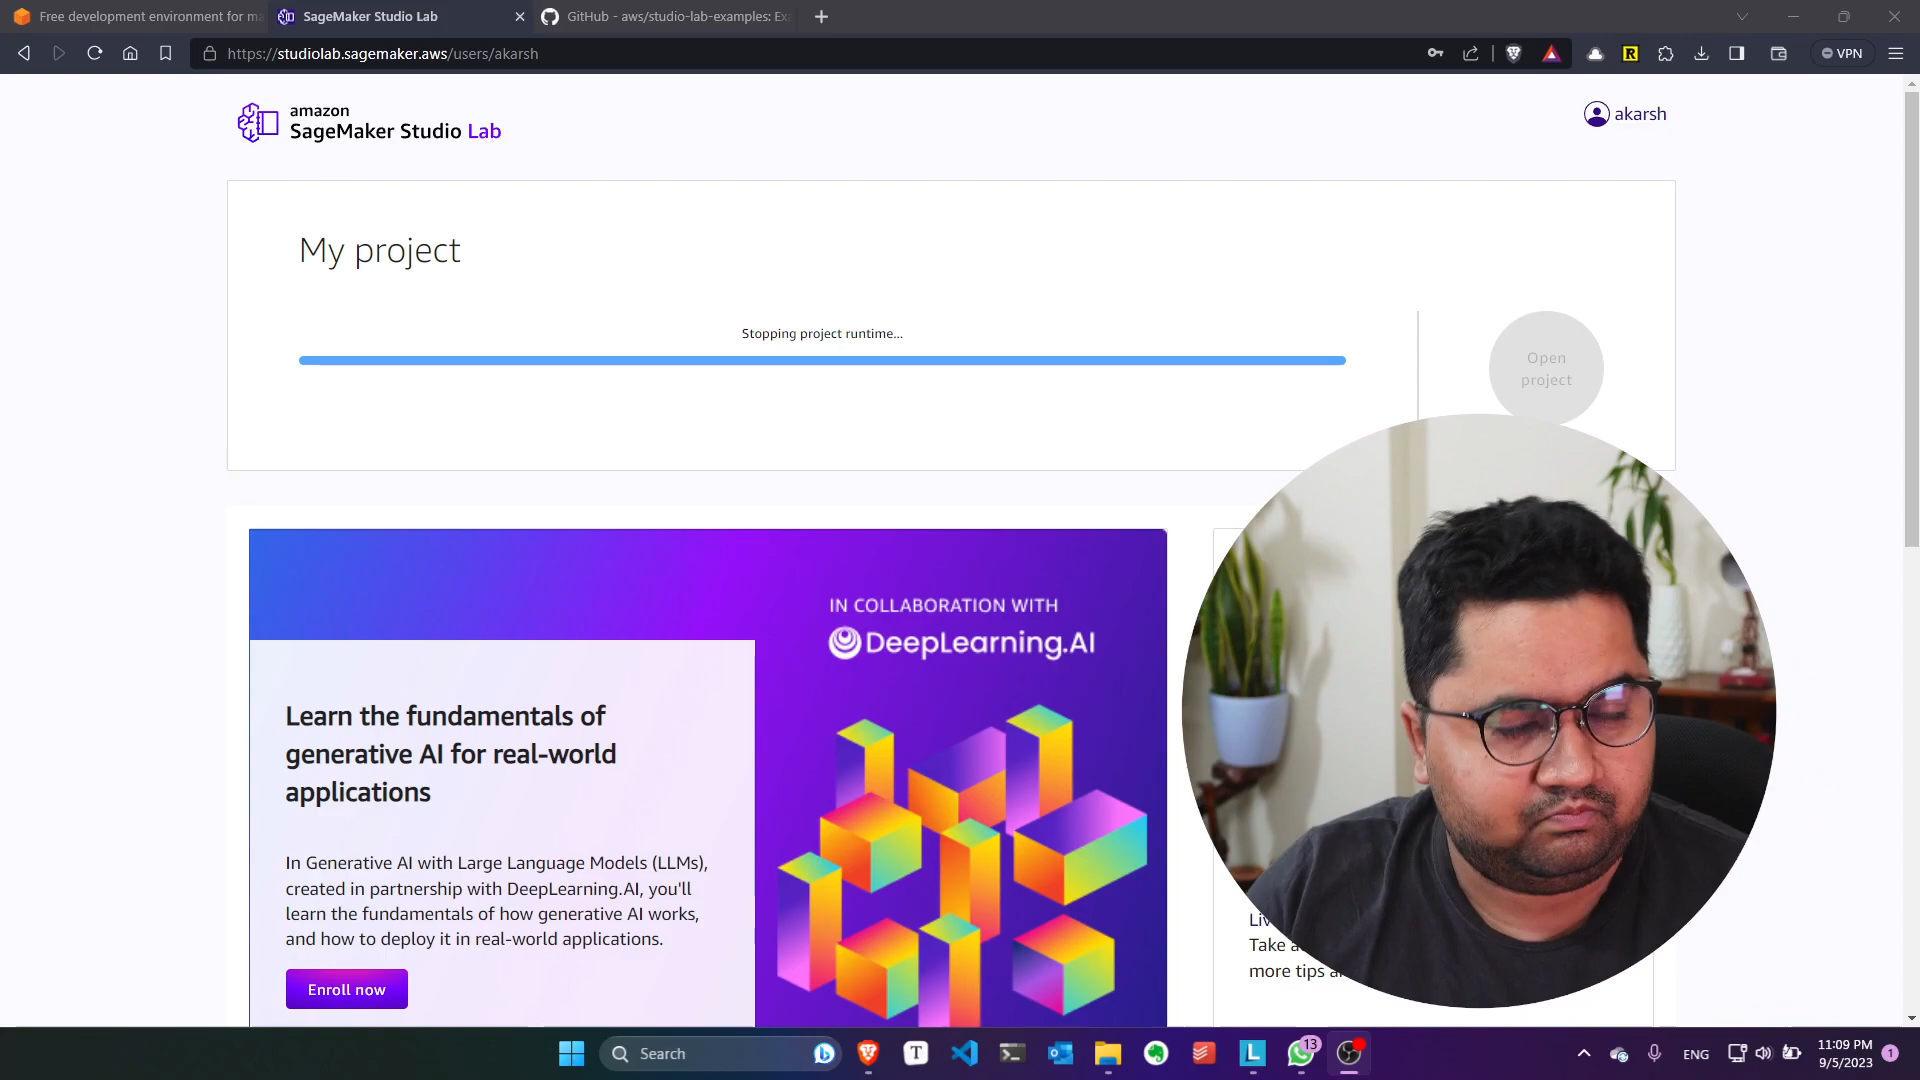 Free development environment for ma
SageMaker Studio Lab
GitHub - aws/studio-lab-examples: Ex
https://studiolab.sagemaker.aws/users/akarsh
VPN
amazon
SageMaker Studio Lab
akarsh
My project
Stopping project runtime...
Open
project
IN COLLABORATION WITH
DeepLearning.AI
Learn the fundamentals of
generative AI for real-world
applications
In Generative AI with Large Language Models (LLMs),
created in partnership with DeepLearning.AI, you'll
learn the fundamentals of how generative AI works,
and how to deploy it in real-world applications.
Enroll now
Take
more tips
Search
13
ENG
11:09 PM
9/5/2023
1